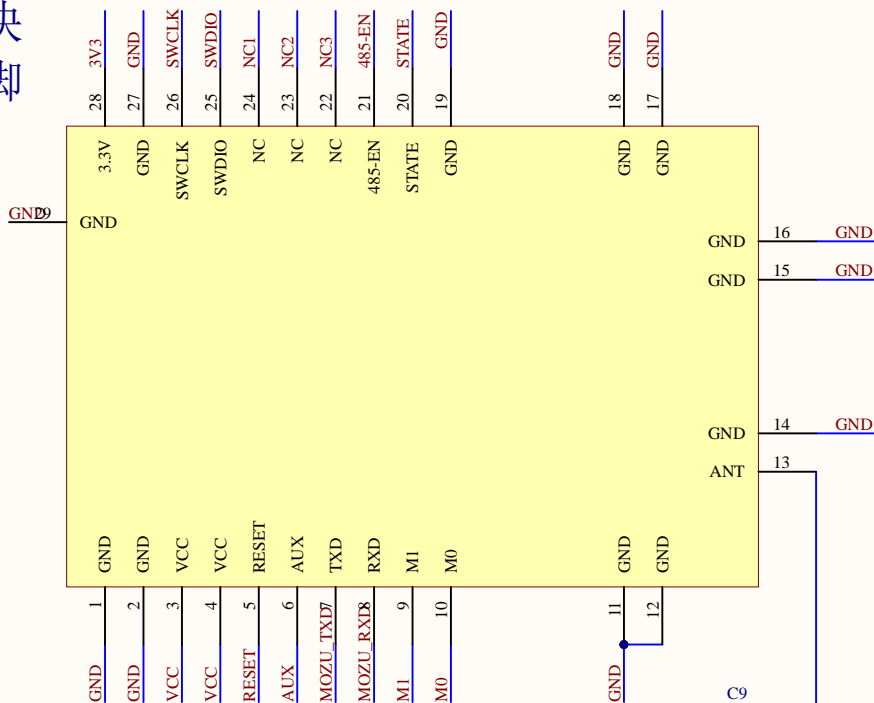 块
脚
3V3 GND SWCLK SWDIO NC1 NC2 NC3 485-EN STATE GND GND GND
28 27 26 25 24 23 22 21 20 19 18 17
3.3V GND SWCLK SWDIO NC NC NC 485-EN STATE GND GND GND
GND 29 GND
GND 16 GND
GND 15 GND
GND 14 GND
ANT 13
GND GND VCC VCC RESET AUX TXD RXD M1 M0 GND GND
1 2 3 4 5 6 7 8 9 10 11 12
GND GND VCC VCC RESET AUX MOZU_TXD MOZU_RXD M1 M0 GND
C9